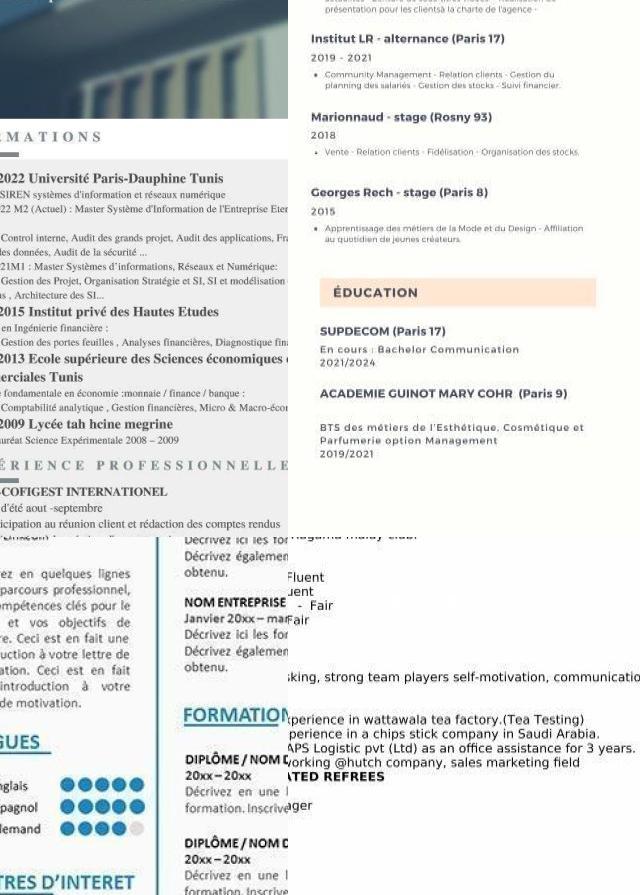 RMATIONS
2022 Université Paris-Dauphine Tunis
SIREN systèmes d'information et réseaux numérique
22 M2 (Actuel) : Master Système d'Information de l'Entreprise Eter
Control interne, Audit des grands projet, Audit des applications, Fra
des données, Audit de la sécurité ...
21M1 : Master Systèmes d'informations, Réseaux et Numérique:
Gestion des Projet, Organisation Stratégie et SI, SI et modélisation
s , Architecture des SI...
2015 Institut privé des Hautes Etudes
en Ingénierie financière :
Gestion des portes feuilles , Analyses financières, Diagnostique fin
2013 Ecole supérieure des Sciences économiques
erciales Tunis
fondamentale en économie :monnaie / finance / banque :
Comptabilité analytique , Gestion financières, Micro & Macro-écor
2009 Lycée tah hcine megrine
uréat Science Expérimentale 2008 – 2009
ÉRIENCE PROFESSIONNELLE
-COFIGEST INTERNATIONEL
d'été aout -septembre
icipation au réunion client et rédaction des comptes rendus
présentation pour les clientsà la charte de l'agence -
Institut LR - alternance (Paris 17)
2019 - 2021
• Community Management - Relation clients - Gestion du
planning des salariés - Gestion des stocks - Suivi financier.
Marionnaud - stage (Rosny 93)
2018
• Vente - Relation clients - Fidélisation - Organisation des stocks.
Georges Rech - stage (Paris 8)
2015
• Apprentissage des métiers de la Mode et du Design - Affiliation
au quotidien de jeunes créateurs
ÉDUCATION
SUPDECOM (Paris 17)
En cours : Bachelor Communication
2021/2024
ACADEMIE GUINOT MARY COHR (Paris 9)
BTS des métiers de l'Esthétique, Cosmétique et
Parfumerie option Management
2019/2021
ez en quelques lignes
parcours professionnel,
mpétences clés pour le
et vos objectifs de
re. Ceci est en fait une
uction à votre lettre de
ation. Ceci est en fait
introduction à votre
de motivation.
GUES
nglais
pagnol
lemand
TRES D'INTERET
Décrivez ici les for
Décrivez égalemen
obtenu.
NOM ENTREPRISE
Janvier 20xx – mar
Décrivez ici les for
Décrivez égalemen
obtenu.
FORMATION
DIPLÔME / NOM D
20xx – 20xx
Décrivez en une l
formation. Inscrive
DIPLÔME / NOM D
20xx – 20xx
Décrivez en une l
formation. Inscrive
Fluent
uent
- Fair
Fair
sking, strong team players self-motivation, communicatio
xperience in wattawala tea factory.(Tea Testing)
perience in a chips stick company in Saudi Arabia.
APS Logistic pvt (Ltd) as an office assistance for 3 years.
working @hutch company, sales marketing field
ATED REFREES
ager